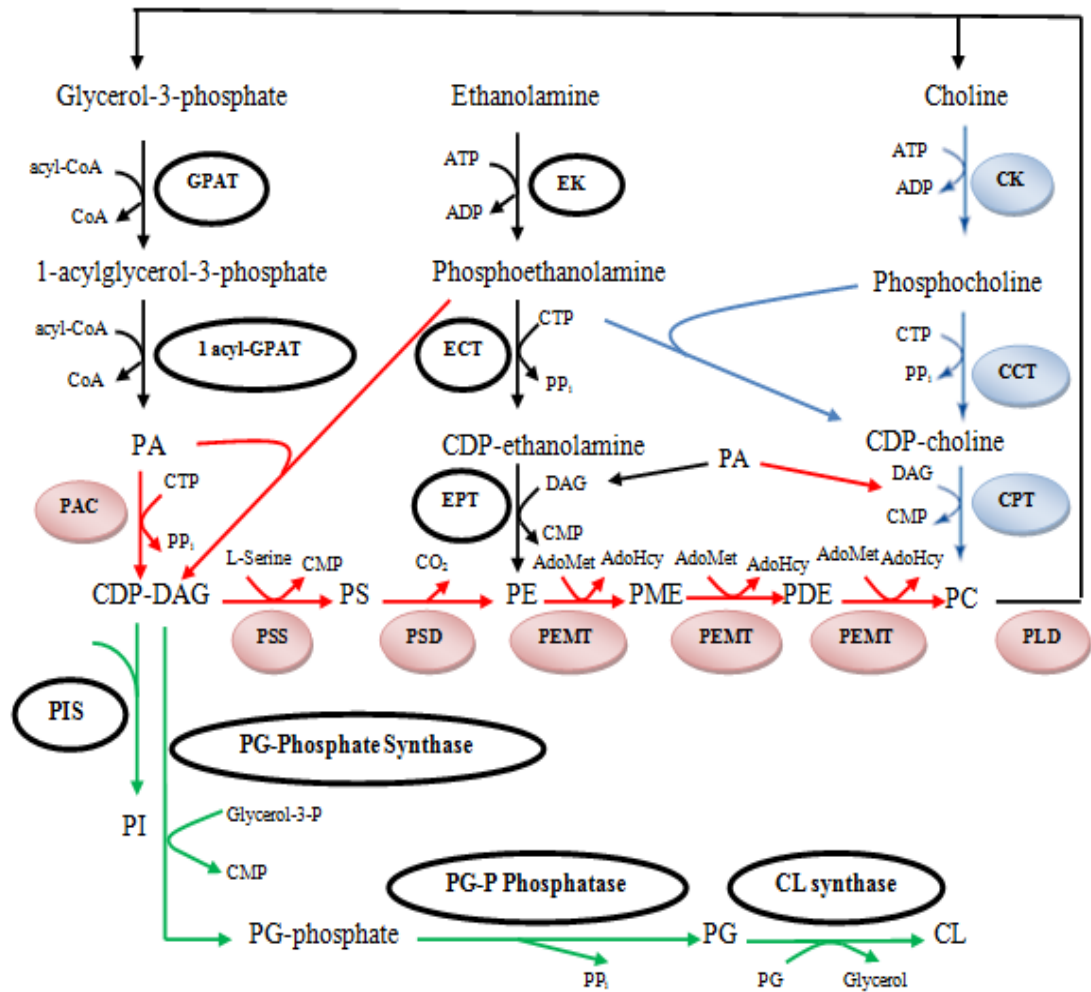 Glycerol-3-phosphate
Ethanolamine
Choline
acyl-CoA
GPAT
CoA
ATP
EK
ADP
ATP
CK
ADP
1-acylglycerol-3-phosphate
Phosphoethanolamine
Phosphocholine
acyl-CoA
1 acyl-GPAT
CoA
ECT
CTP
PPi
CTP
CCT
PPi
PA
CDP-ethanolamine
PA
CDP-choline
PAC
CTP
PPi
EPT
DAG
CMP
DAG
CPT
CMP
L-Serine
CMP
CO2
AdoMet
AdoHcy
AdoMet
AdoHcy
AdoMet
AdoHcy
CDP-DAG
PS
PE
PME
PDE
PC
PSS
PSD
PEMT
PEMT
PEMT
PLD
PIS
PG-Phosphate Synthase
PI
Glycerol-3-P
CMP
PG-P Phosphatase
CL synthase
PG-phosphate
PG
CL
PPi
PG
Glycerol